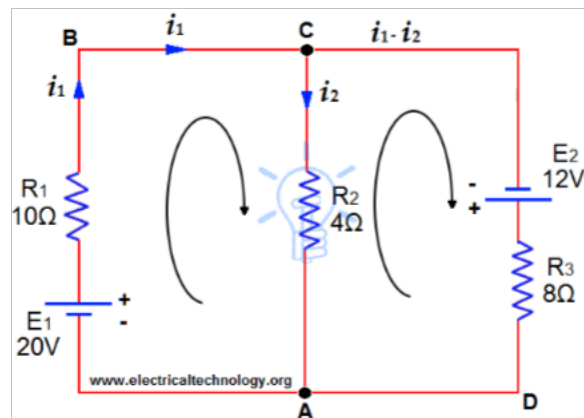 B
i₁
C
i₁- i₂
i₁
i₂
E₂
12V
-
+
R₁
10Ω
R₂
4Ω
R₃
8Ω
+
-
E₁
20V
www.electricaltechnology.org
A
D